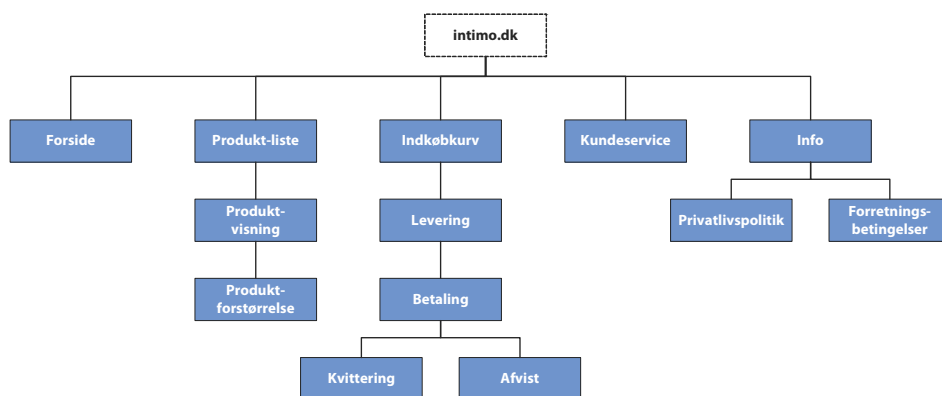 intimo.dk
Forside
Produkt-liste
Indkøbkurv
Kundeservice
Info
Produkt-
visning
Levering
Privatlivspolitik
Forretnings-
betingelser
Produkt-
forstørrelse
Betaling
Kvittering
Afvist